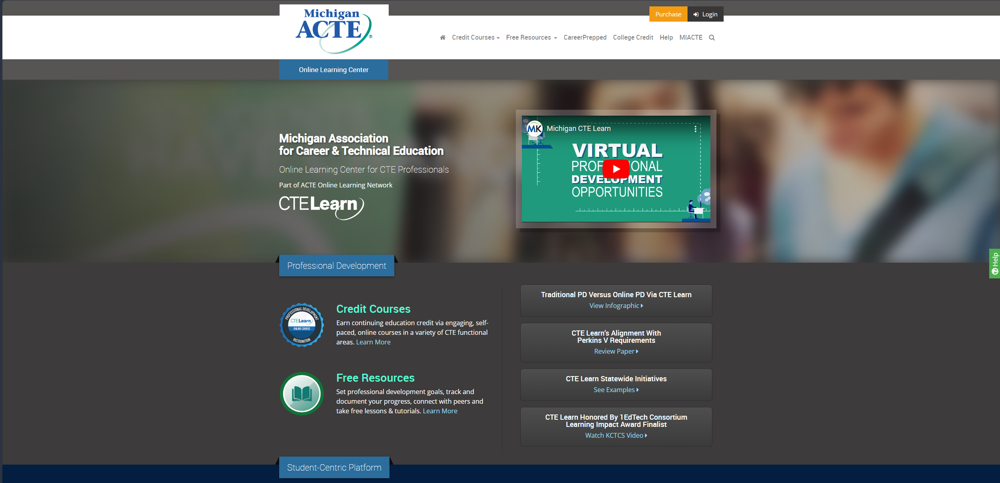 Michigan
ACTE®
Purchase
Login
Credit Courses
Free Resources
CareerPrepped
College Credit
Help
MIACTE
Online Learning Center
Michigan Association
for Career & Technical Education
Online Learning Center for CTE Professionals
Part of ACTE Online Learning Network
CTELearn
MK
Michigan CTE Learn
VIRTUAL
PROF
ONAL
DEVELOPMENT
OPPORTUNITIES
Help
Professional Development
PROFESSIONAL DEVELOPMENT
CTELearn
ONLINE COURSE
RECOGNITION
Credit Courses
Earn continuing education credit via engaging, self-
paced, online courses in a variety of CTE functional
areas. Learn More
Free Resources
Set professional development goals, track and
document your progress, connect with peers and
take free lessons & tutorials. Learn More
Traditional PD Versus Online PD Via CTE Learn
View Infographic
CTE Learn’s Alignment With
Perkins V Requirements
Review Paper
CTE Learn Statewide Initiatives
See Examples
CTE Learn Honored By 1EdTech Consortium
Learning Impact Award Finalist
Watch KCTCS Video
Student-Centric Platform